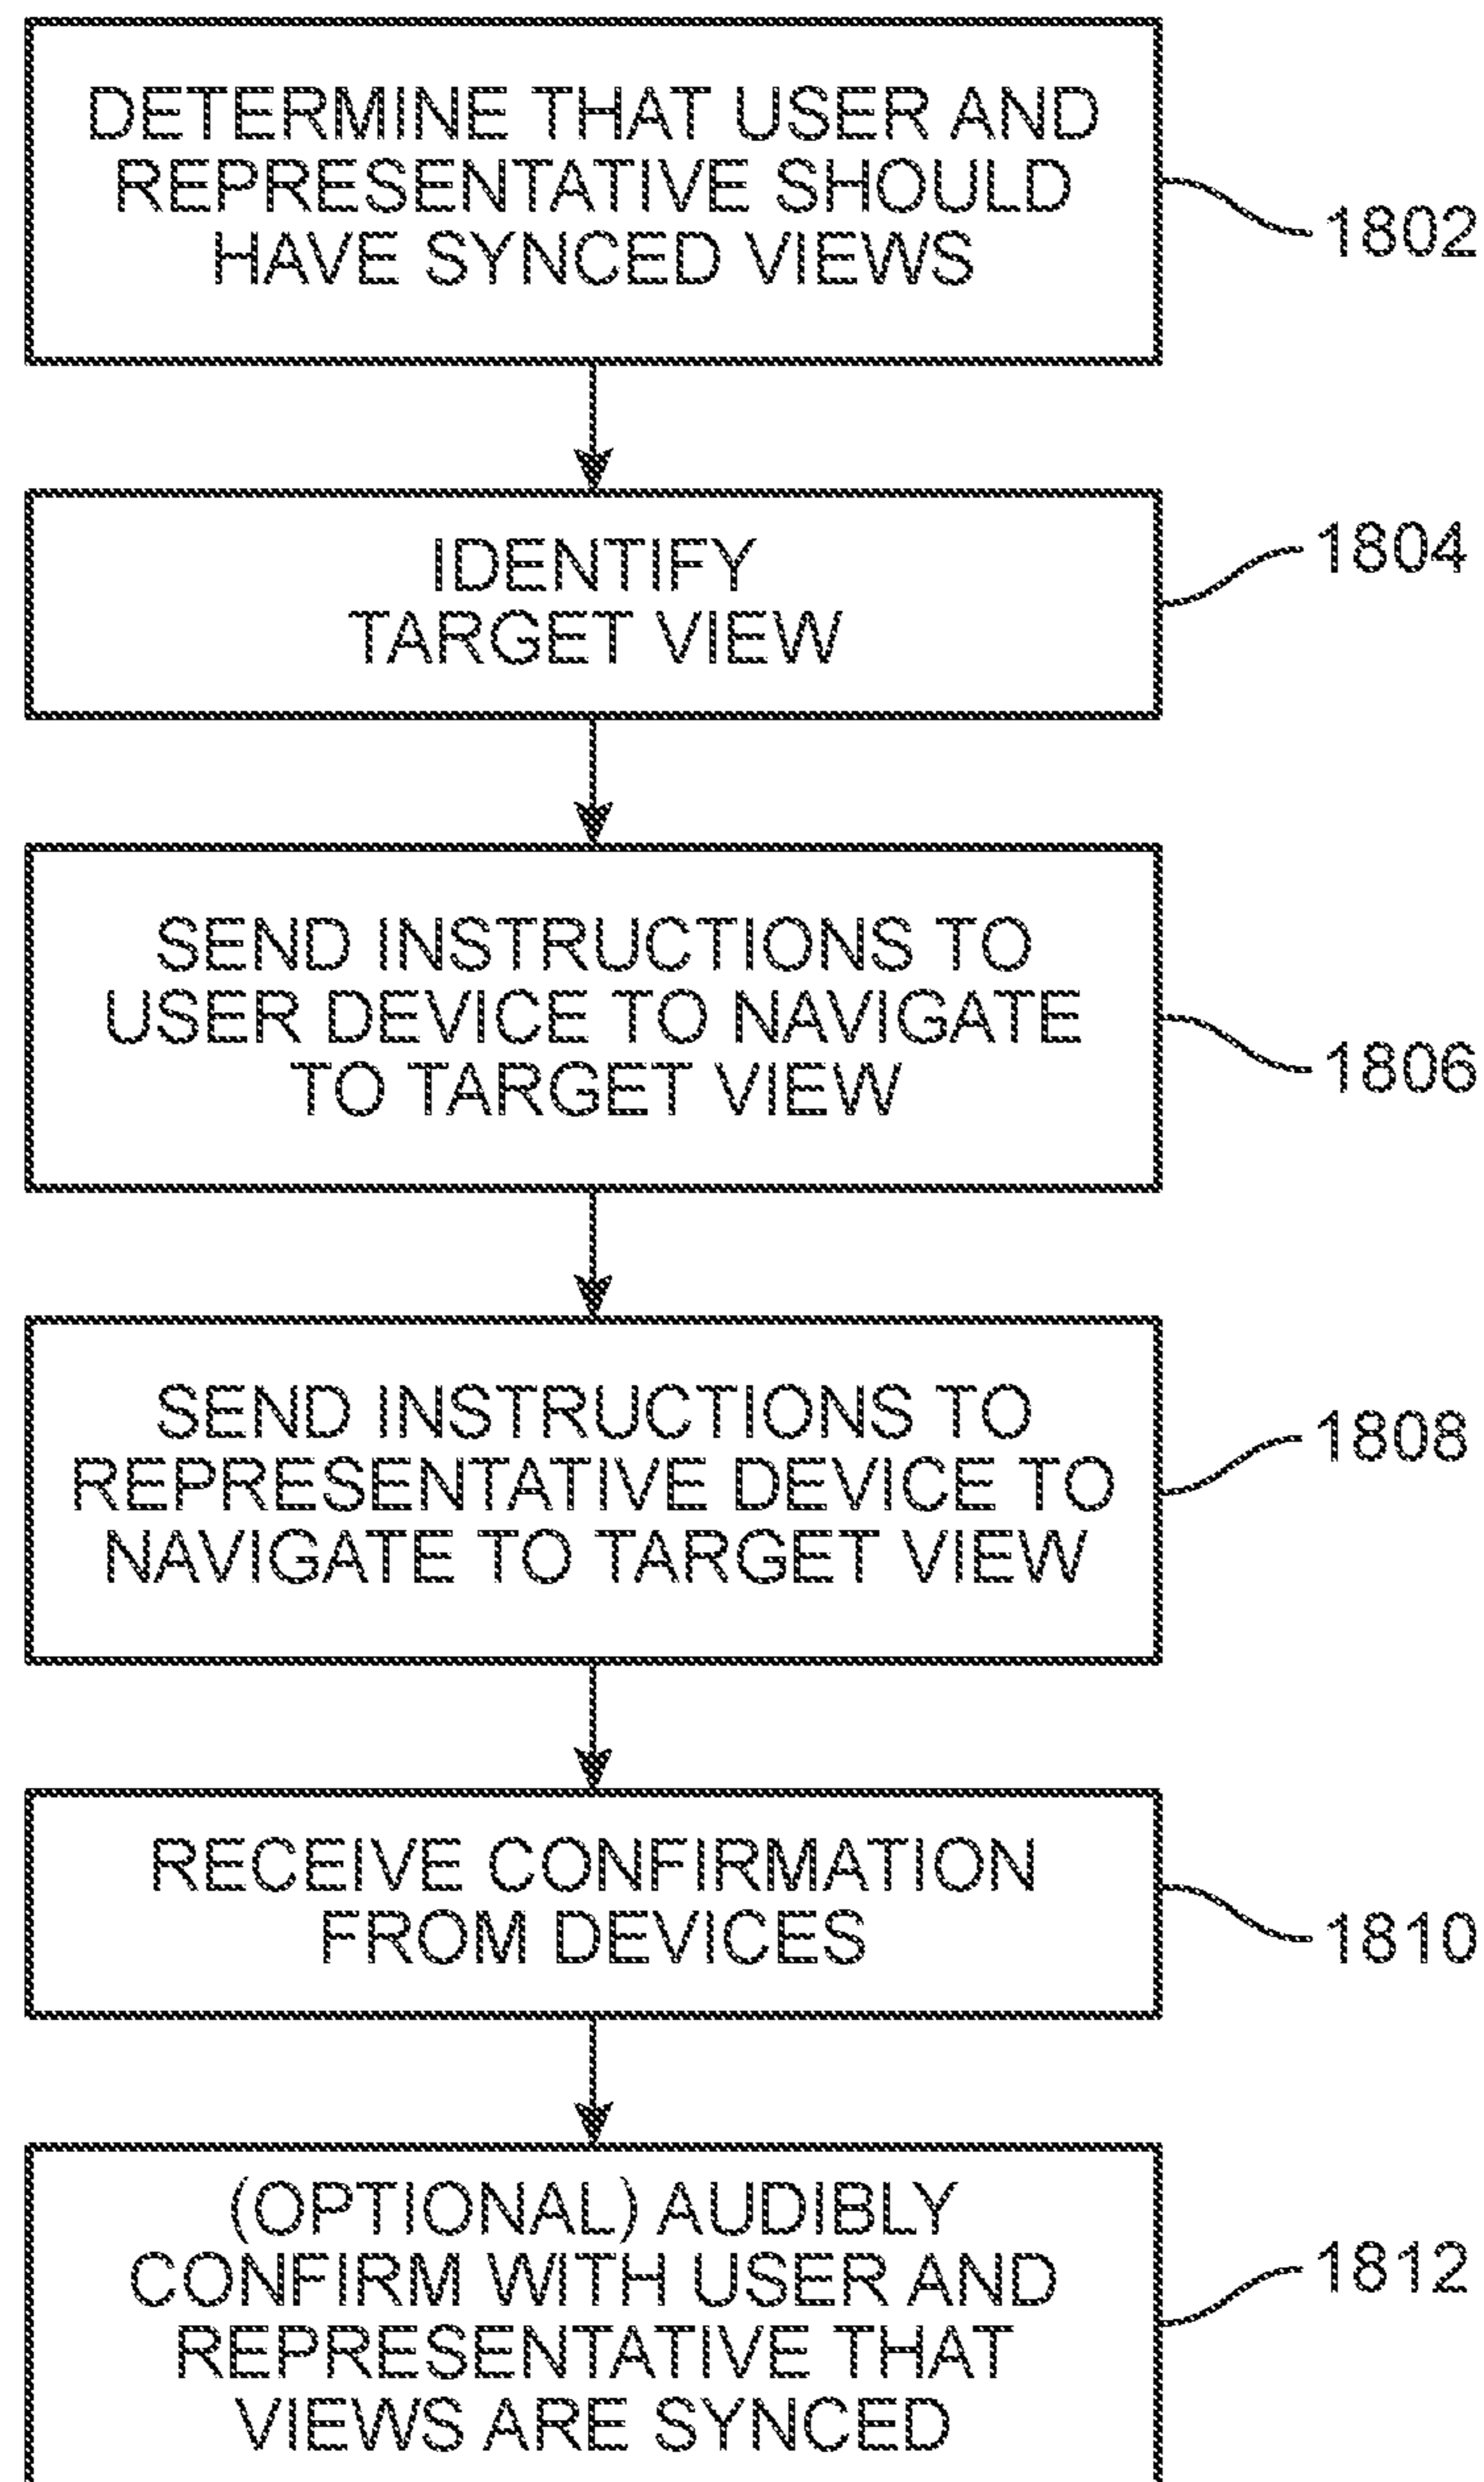 DETERMINE THAT USER AND
REPRESENTATIVE SHOULD
HAVE SYNCED VIEWS
1802
IDENTIFY
TARGET VIEW
1804
SEND INSTRUCTIONS TO
USER DEVICE TO NAVIGATE
TO TARGET VIEW
1806
SEND INSTRUCTIONS TO
REPRESENTATIVE DEVICE TO
NAVIGATE TO TARGET VIEW
1808
RECEIVE CONFIRMATION
FROM DEVICES
1810
(OPTIONAL) AUDIBLY
CONFIRM WITH USER AND
REPRESENTATIVE THAT
VIEWS ARE SYNCED
1812